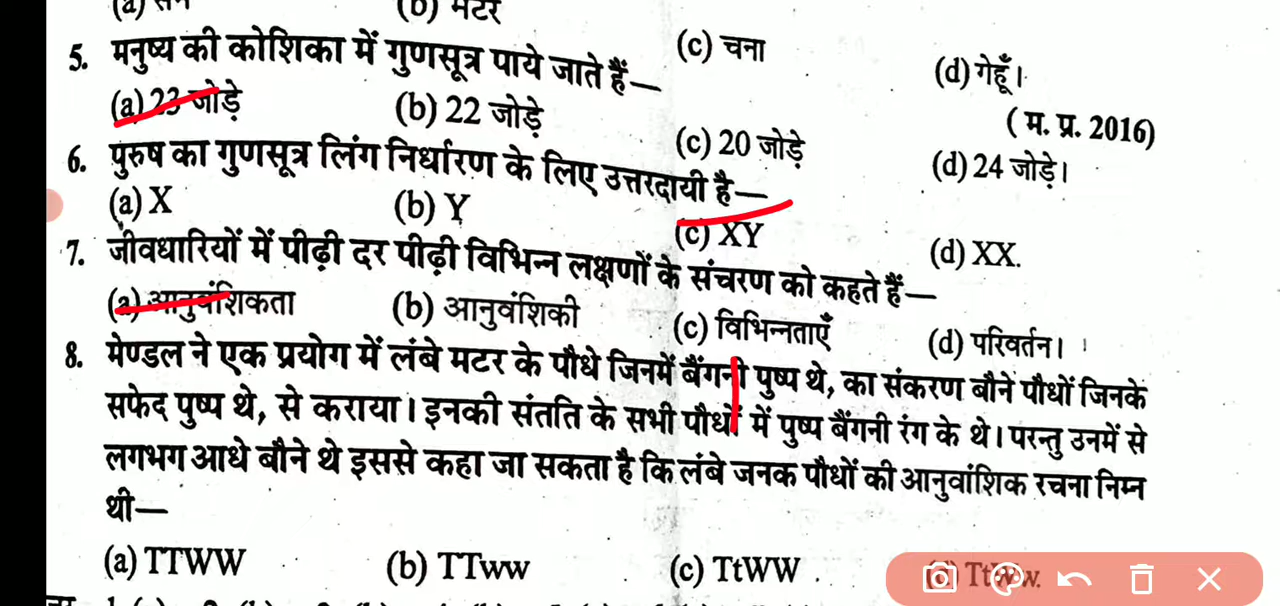 (a) सेम (b) मटर (c) चना (d) गेहूँ।
5. मनुष्य की कोशिका में गुणसूत्र पाये जाते हैं— ( म. प्र. 2016)
(a) 23 जोड़े (b) 22 जोड़े (c) 20 जोड़े (d) 24 जोड़े।
6. पुरुष का गुणसूत्र लिंग निर्धारण के लिए उत्तरदायी है—
(a) X (b) Y (c) XY (d) XX.
7. जीवधारियों में पीढ़ी दर पीढ़ी विभिन्न लक्षणों के संचरण को कहते हैं—
(a) आनुवंशिकता (b) आनुवंशिकी (c) विभिन्नताएँ (d) परिवर्तन।
8. मेण्डल ने एक प्रयोग में लंबे मटर के पौधे जिनमें बैंगनी पुष्प थे, का संकरण बौने पौधों जिनके
सफेद पुष्प थे, से कराया। इनकी संतति के सभी पौधों में पुष्प बैंगनी रंग के थे। परन्तु उनमें से
लगभग आधे बौने थे इससे कहा जा सकता है कि लंबे जनक पौधों की आनुवांशिक रचना निम्न
थी—
(a) TTWW (b) TTww (c) TtWW (d) TtWw.